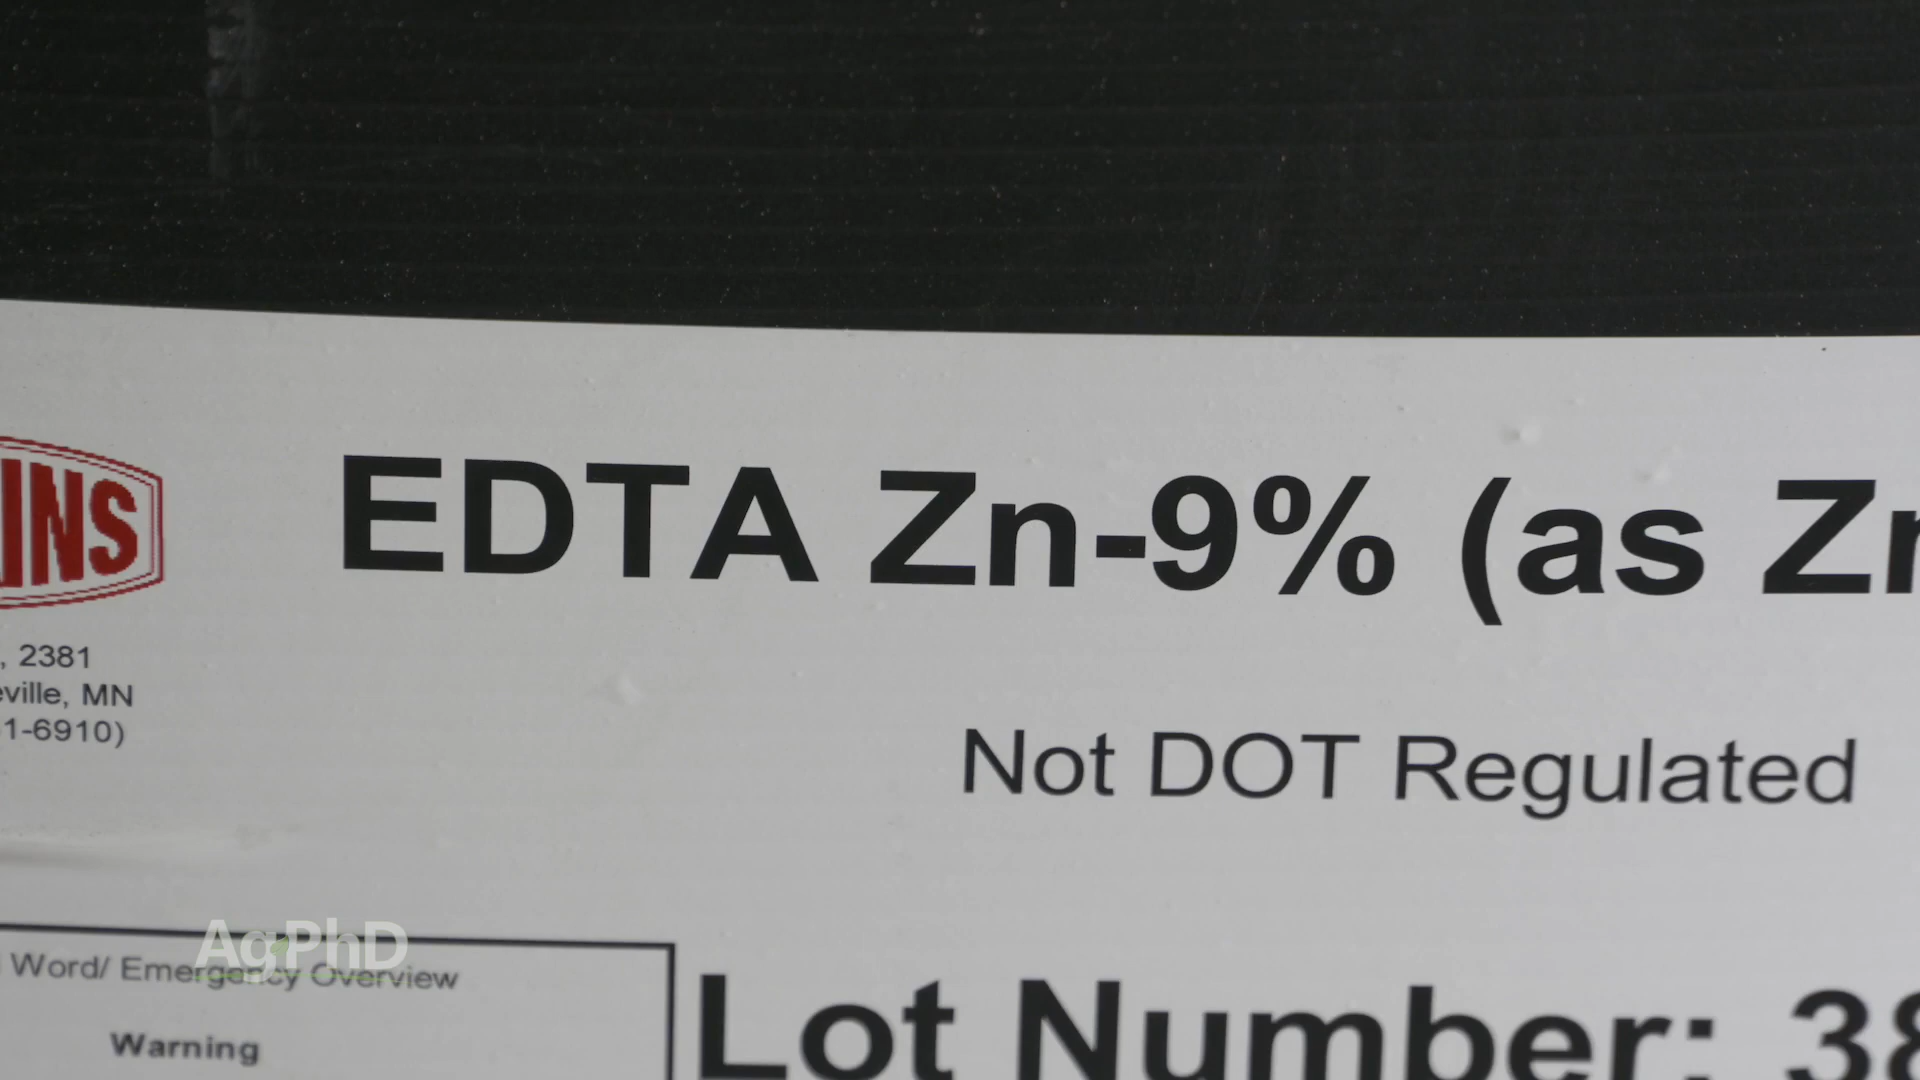 INS
EDTA Zn-9% (as Zn
, 2381
eville, MN
1-6910)
Not DOT Regulated
AgPhD
Word/ Emergency Overview
Warning
Lot Number: 38